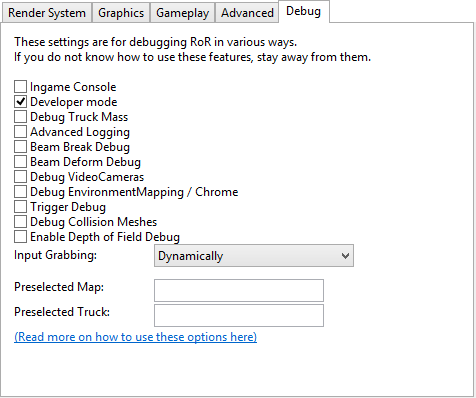 Render System Graphics Gameplay Advanced Debug
These settings are for debugging RoR in various ways.
If you do not know how to use these features, stay away from them.
Ingame Console
Developer mode
Debug Truck Mass
Advanced Logging
Beam Break Debug
Beam Deform Debug
Debug VideoCameras
Debug EnvironmentMapping / Chrome
Trigger Debug
Debug Collision Meshes
Enable Depth of Field Debug
Input Grabbing: Dynamically
Preselected Map:
Preselected Truck:
(Read more on how to use these options here)